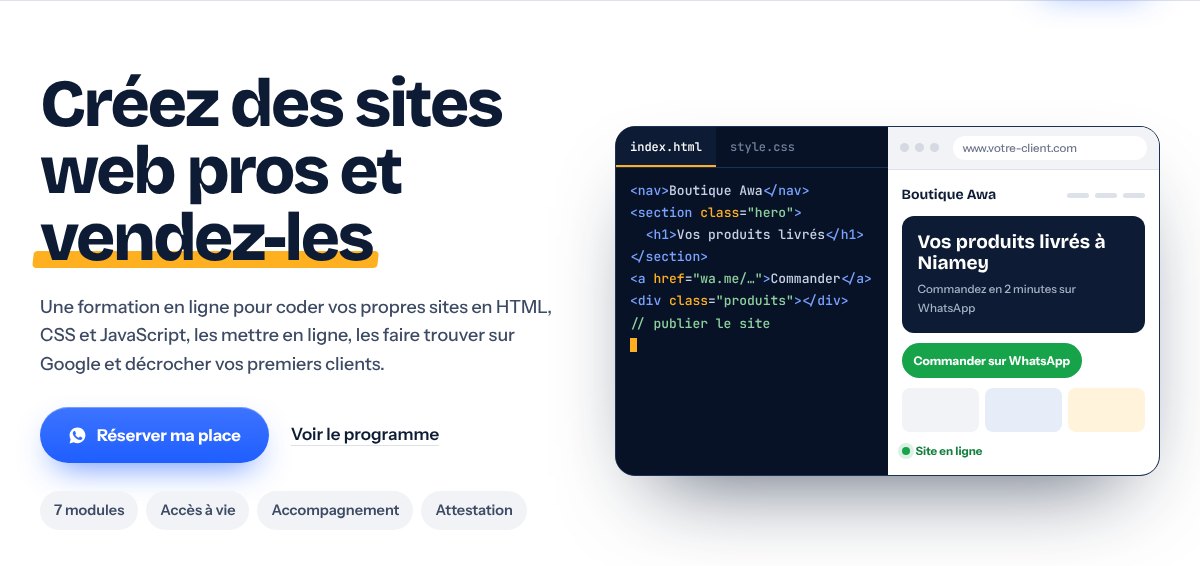 Créez des sites
web pros et
vendez-les
Une formation en ligne pour coder vos propres sites en HTML,
CSS et JavaScript, les mettre en ligne, les faire trouver sur
Google et décrocher vos premiers clients.
Réserver ma place
Voir le programme
7 modules
Accès à vie
Accompagnement
Attestation
index.html
style.css
<nav>Boutique Awa</nav>
<section class="hero">
<h1>Vos produits livrés</h1>
</section>
<a href="wa.me/…">Commander</a>
<div class="produits"></div>
// publier le site
www.votre-client.com
Boutique Awa
Vos produits livrés à
Niamey
Commandez en 2 minutes sur
WhatsApp
Commander sur WhatsApp
Site en ligne